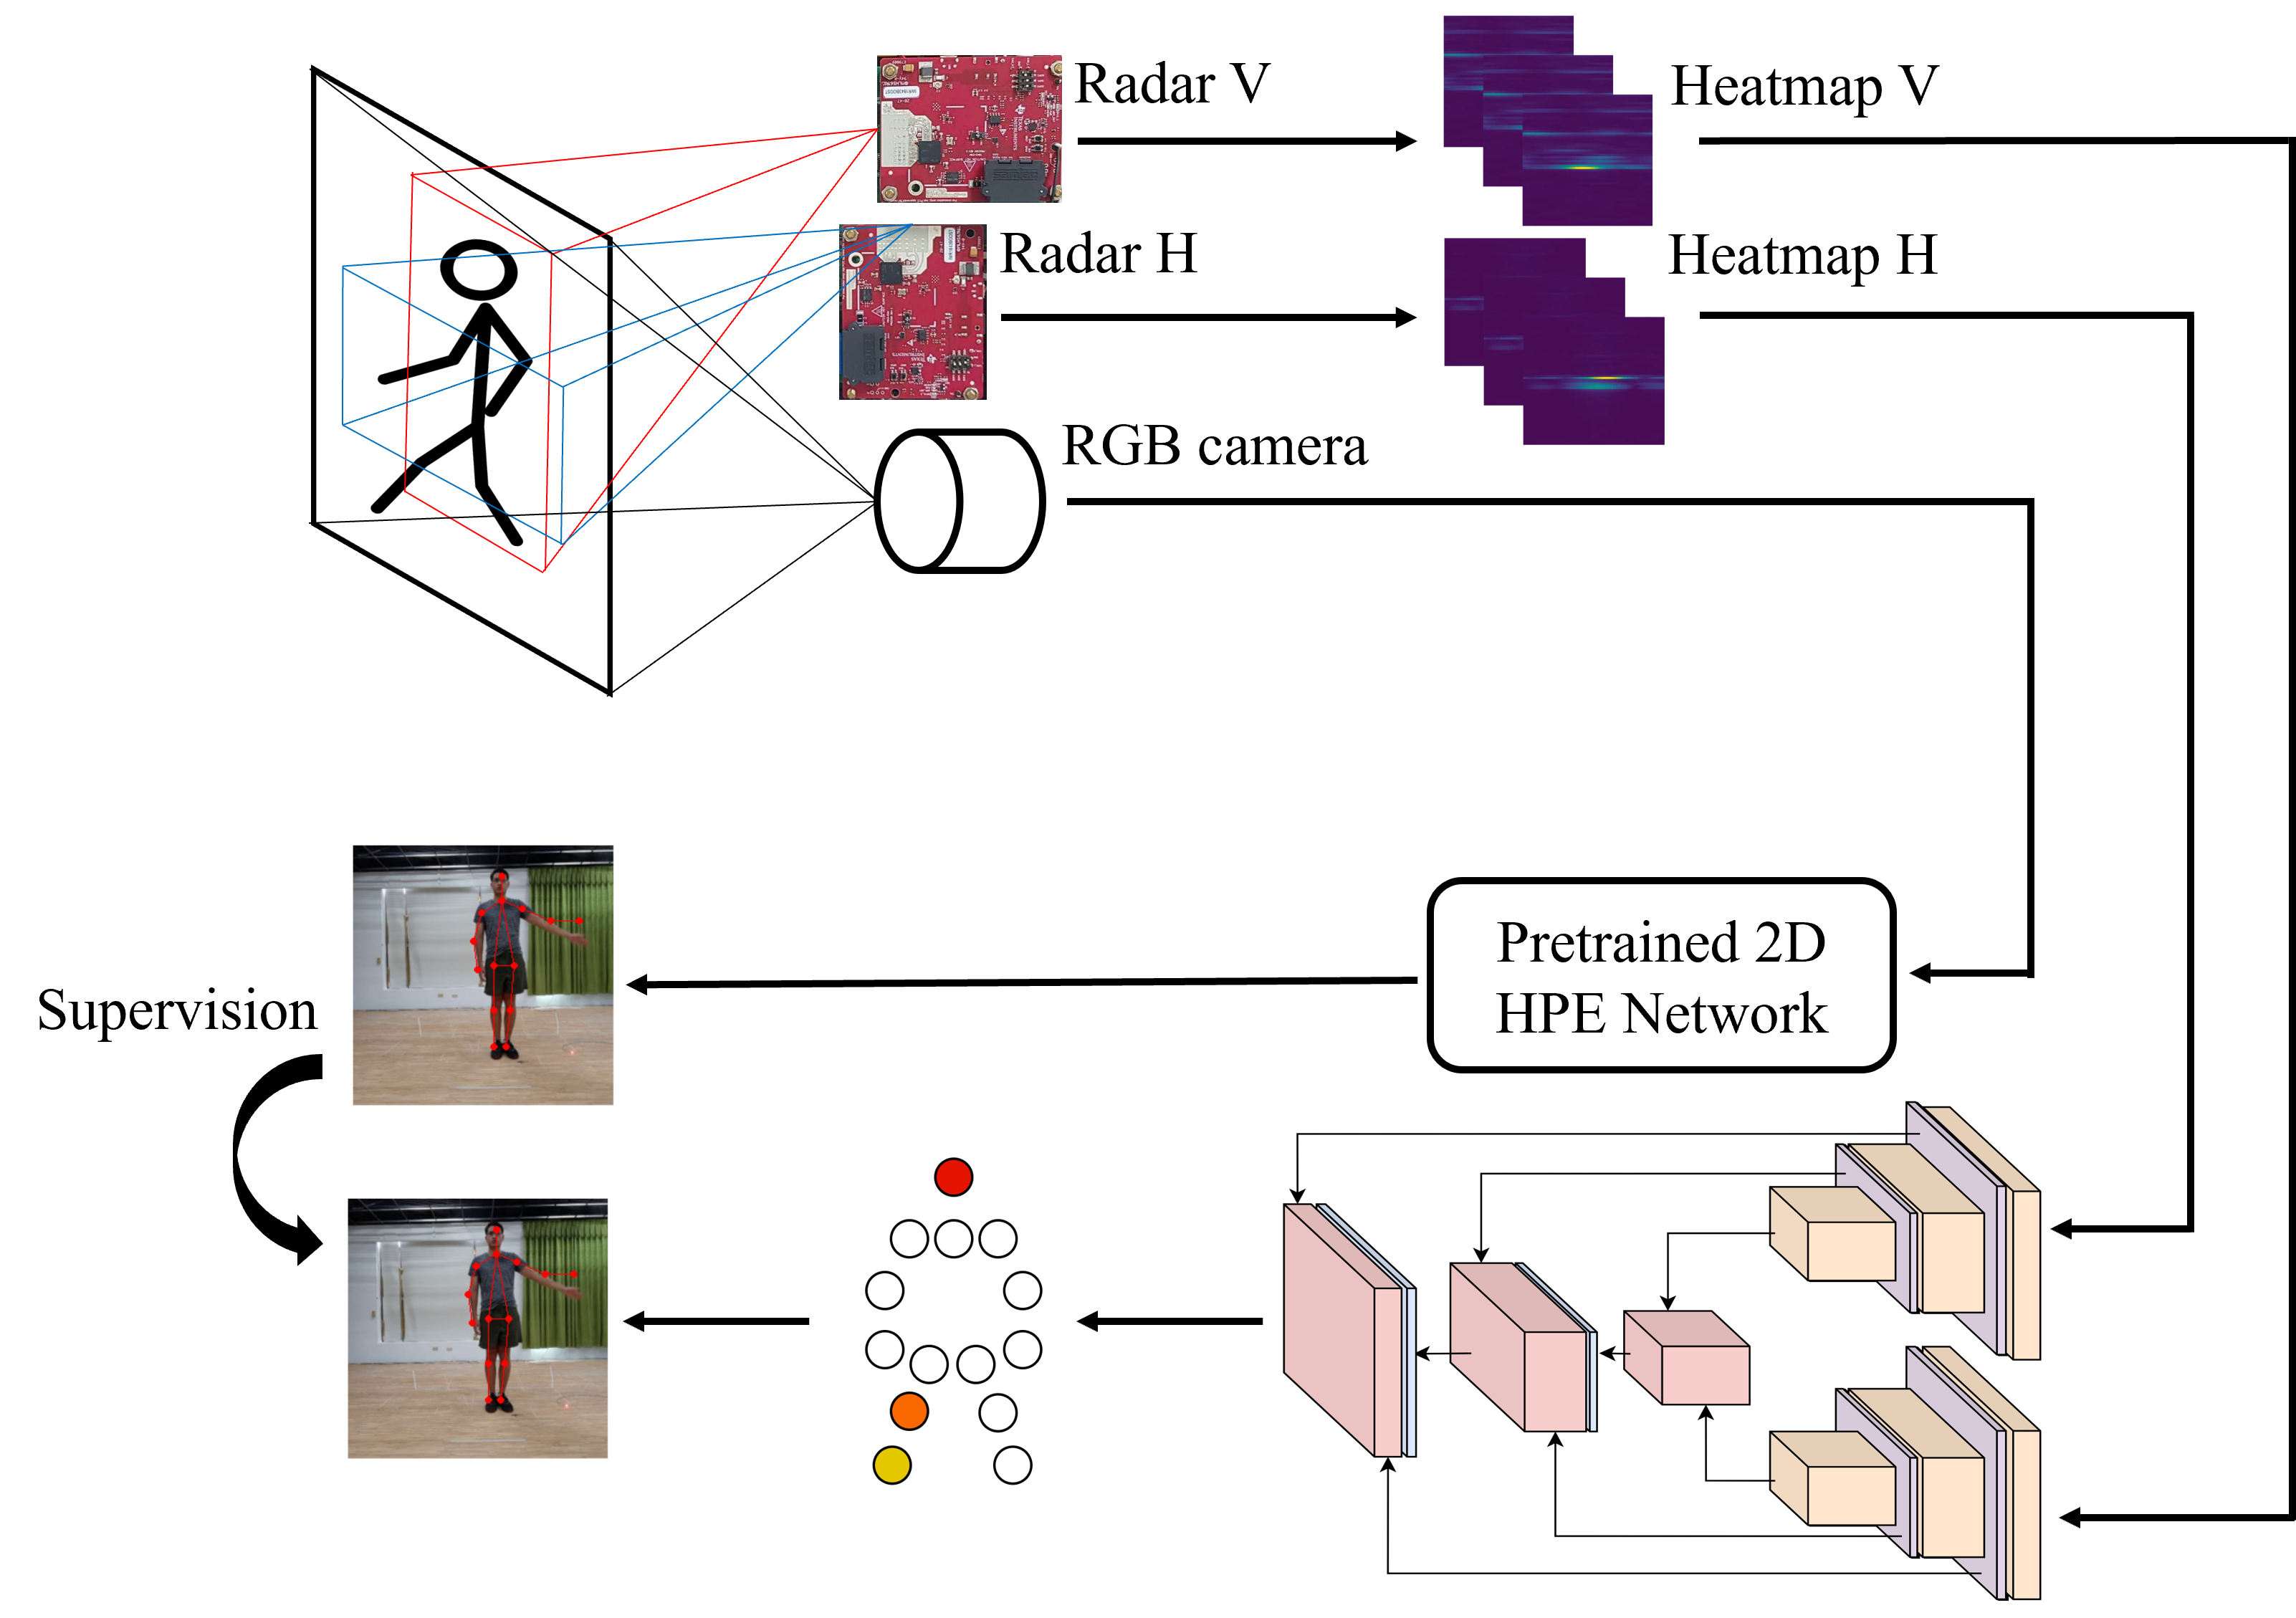 Radar V
Heatmap V
Radar H
Heatmap H
RGB camera
Pretrained 2D
HPE Network
Supervision